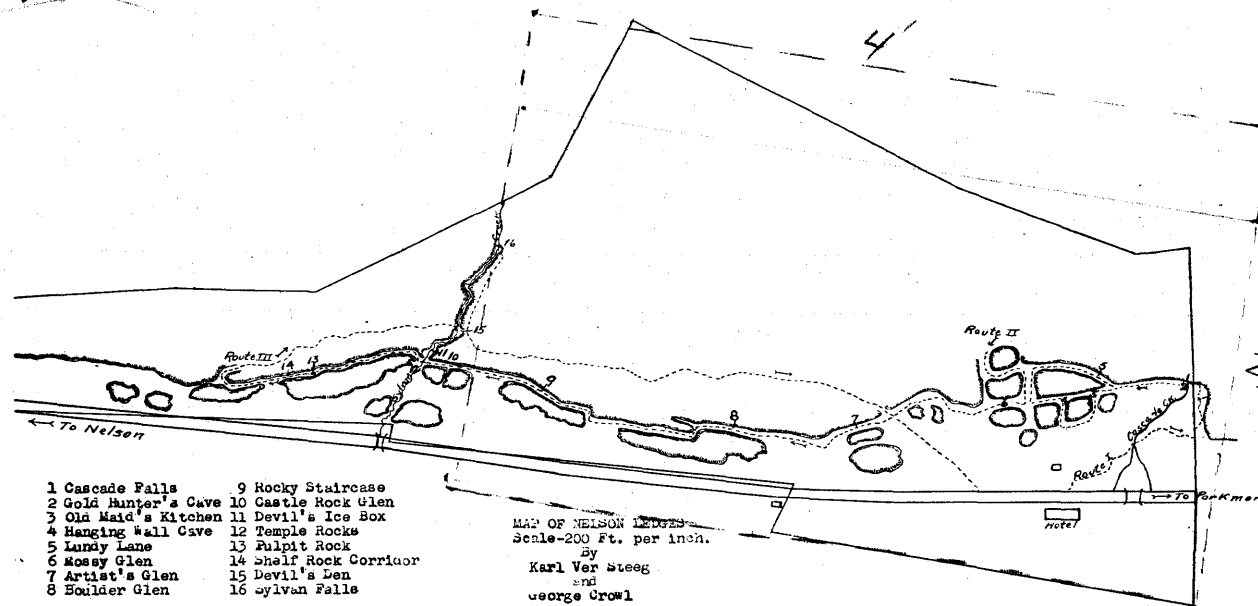 4'
16
15
Route II
Route III
14
13
11
10
9
8
7
5
To Nelson
Cascade Ck.
Route I
To Parkman
Hotel
1 Cascade Falls
2 Gold Hunter's Cave
3 Old Maid's Kitchen
4 Hanging Wall Cave
5 Lundy Lane
6 Mossy Glen
7 Artist's Glen
8 Boulder Glen
9 Rocky Staircase
10 Castle Rock Glen
11 Devil's Ice Box
12 Temple Rocks
13 Pulpit Rock
14 Shelf Rock Corridor
15 Devil's Den
16 Sylvan Falls
MAP OF NELSON LEDGES
Scale-200 Ft. per inch.
By
Karl Ver Steeg
and
George Crowl